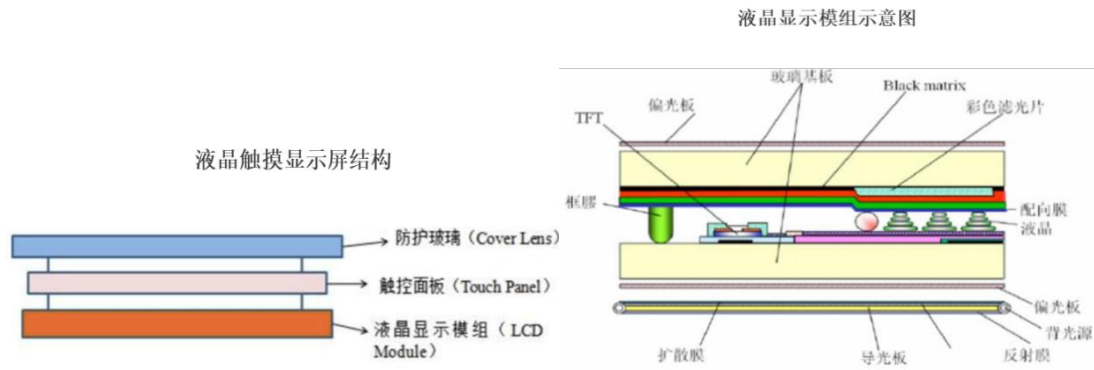 液晶显示模组示意图
玻璃基板
偏光板
Black matrix
TFT
彩色滤光片
液晶触摸显示屏结构
框膠
配向膜
液晶
防护玻璃（Cover Lens）
触控面板（Touch Panel）
液晶显示模组（ LCD
Module）
偏光板
背光源
扩散膜
导光板
反射膜